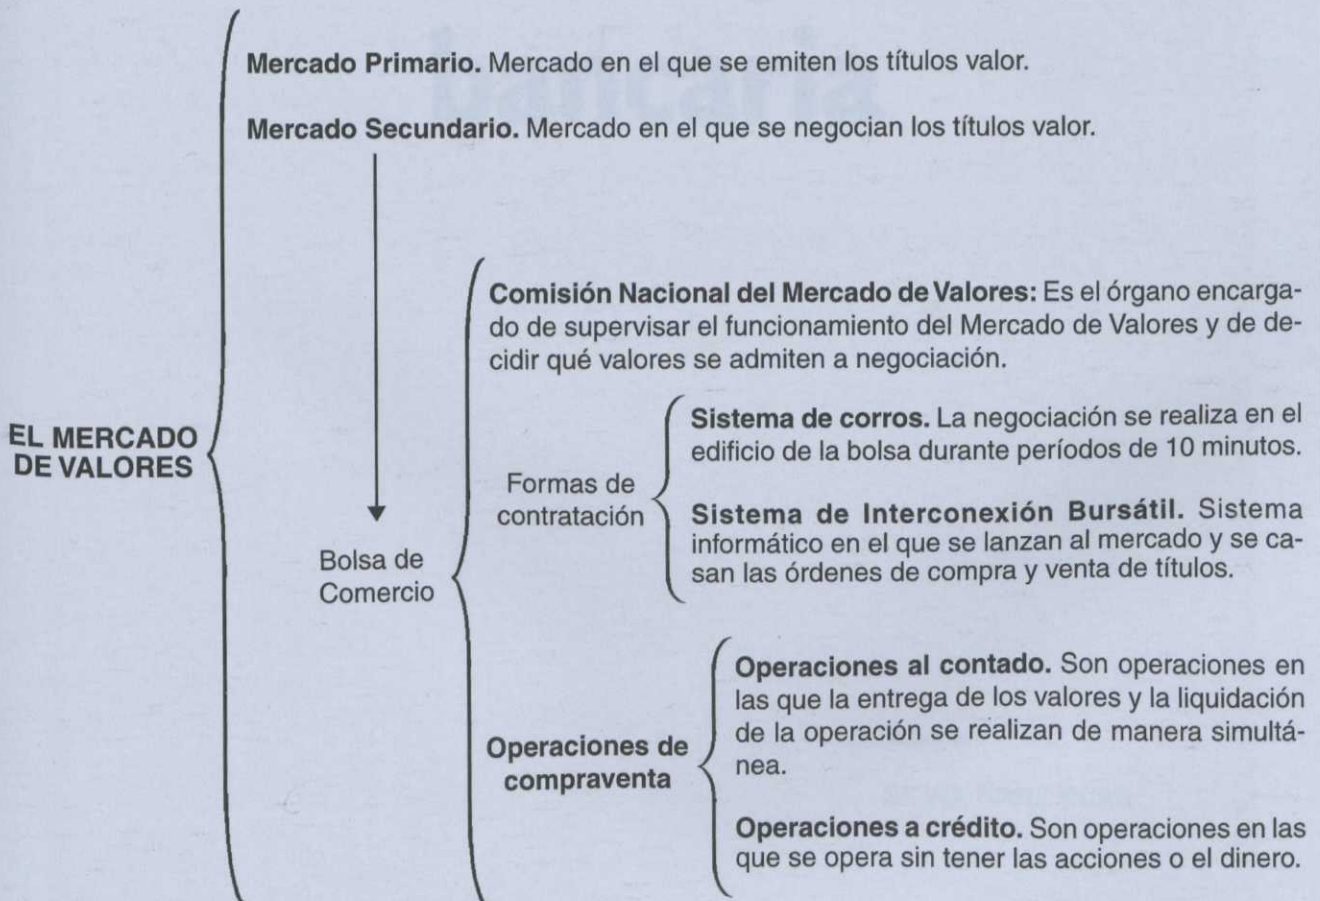 bancaria
Mercado Primario. Mercado en el que se emiten los títulos valor.
Mercado Secundario. Mercado en el que se negocian los títulos valor.
EL MERCADO
DE VALORES
Bolsa de
Comercio
Comisión Nacional del Mercado de Valores: Es el órgano encarga-
do de supervisar el funcionamiento del Mercado de Valores y de de-
cidir qué valores se admiten a negociación.
Formas de
contratación
Sistema de corros. La negociación se realiza en el
edificio de la bolsa durante períodos de 10 minutos.
Sistema de Interconexión Bursátil. Sistema
informático en el que se lanzan al mercado y se ca-
san las órdenes de compra y venta de títulos.
Operaciones de
compraventa
Operaciones al contado. Son operaciones en
las que la entrega de los valores y la liquidación
de la operación se realizan de manera simultá-
nea.
Operaciones a crédito. Son operaciones en las
que se opera sin tener las acciones o el dinero.